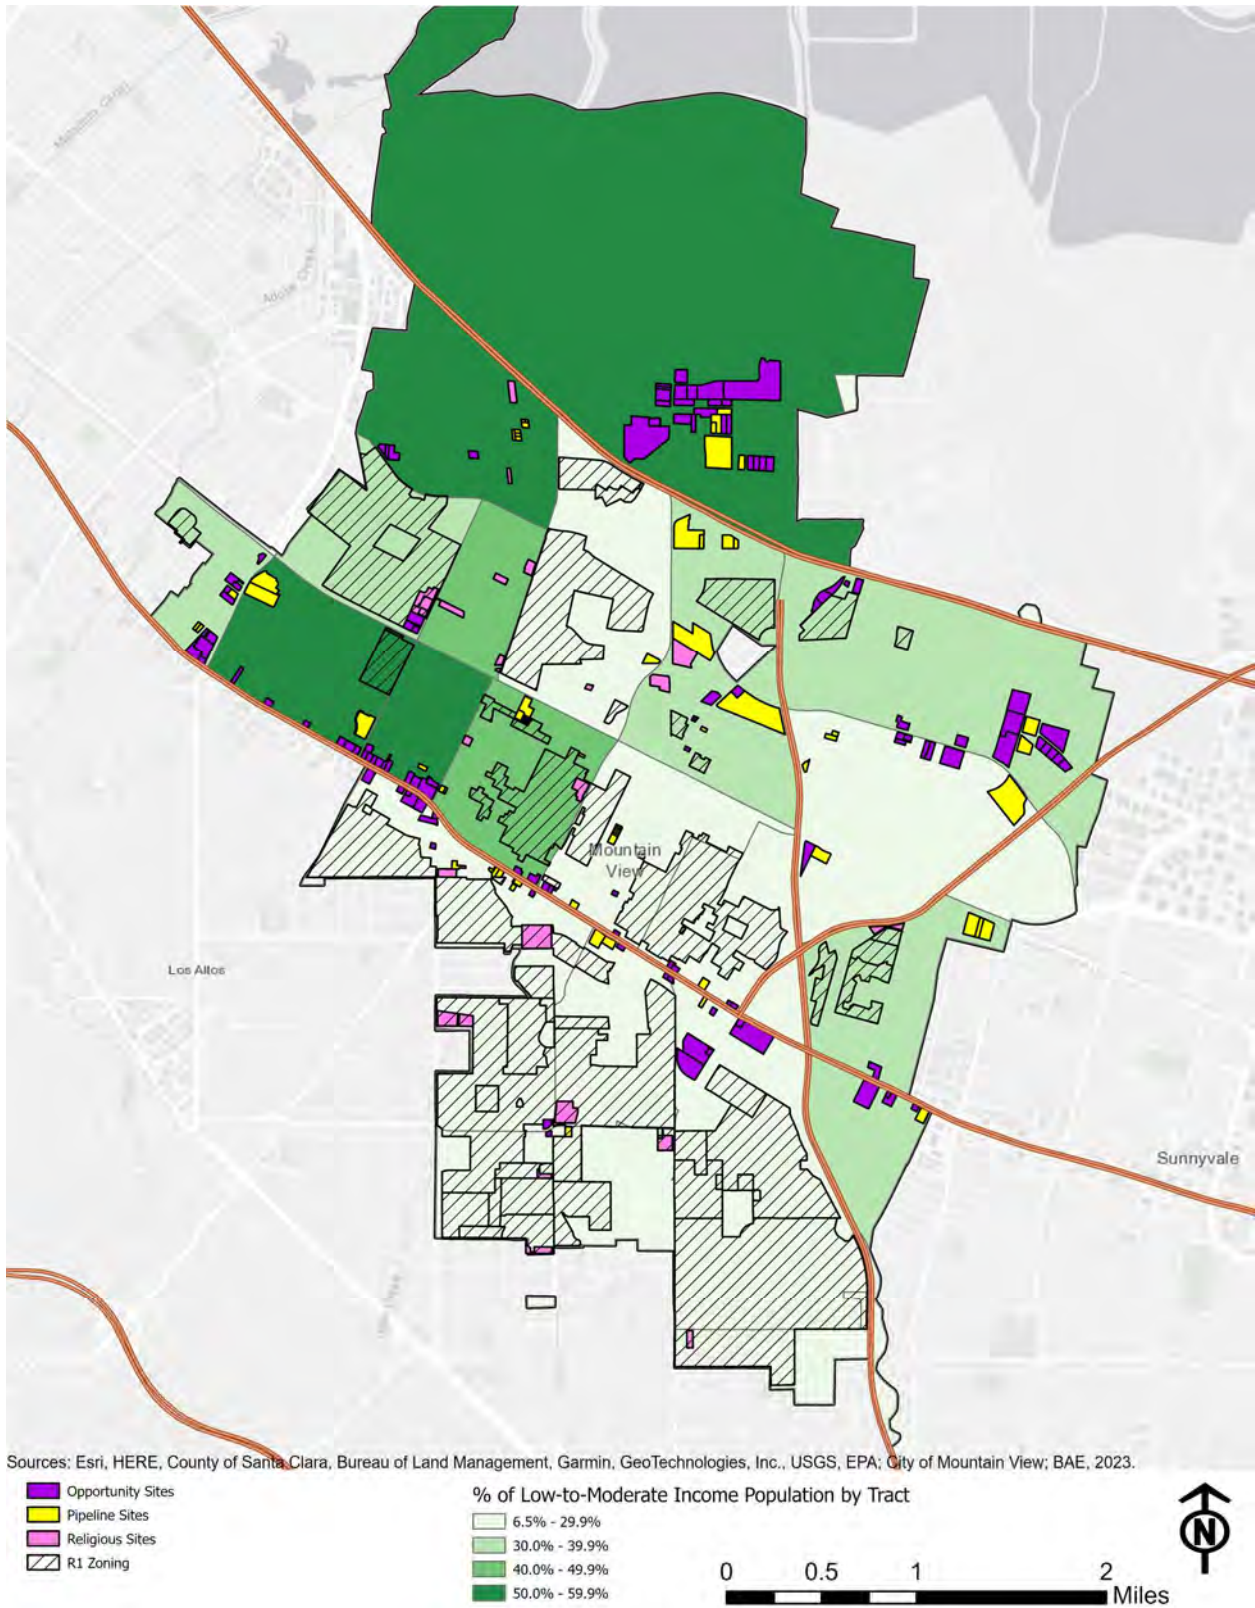 Adobe Creek
Mountain
View
Los Altos
Sunnyvale
Sources: Esri, HERE, County of Santa Clara, Bureau of Land Management, Garmin, GeoTechnologies, Inc., USGS, EPA; City of Mountain View; BAE, 2023.
Opportunity Sites
Pipeline Sites
Religious Sites
R1 Zoning
% of Low-to-Moderate Income Population by Tract
6.5% - 29.9%
30.0% - 39.9%
40.0% - 49.9%
50.0% - 59.9%
N
0 0.5 1 2
Miles